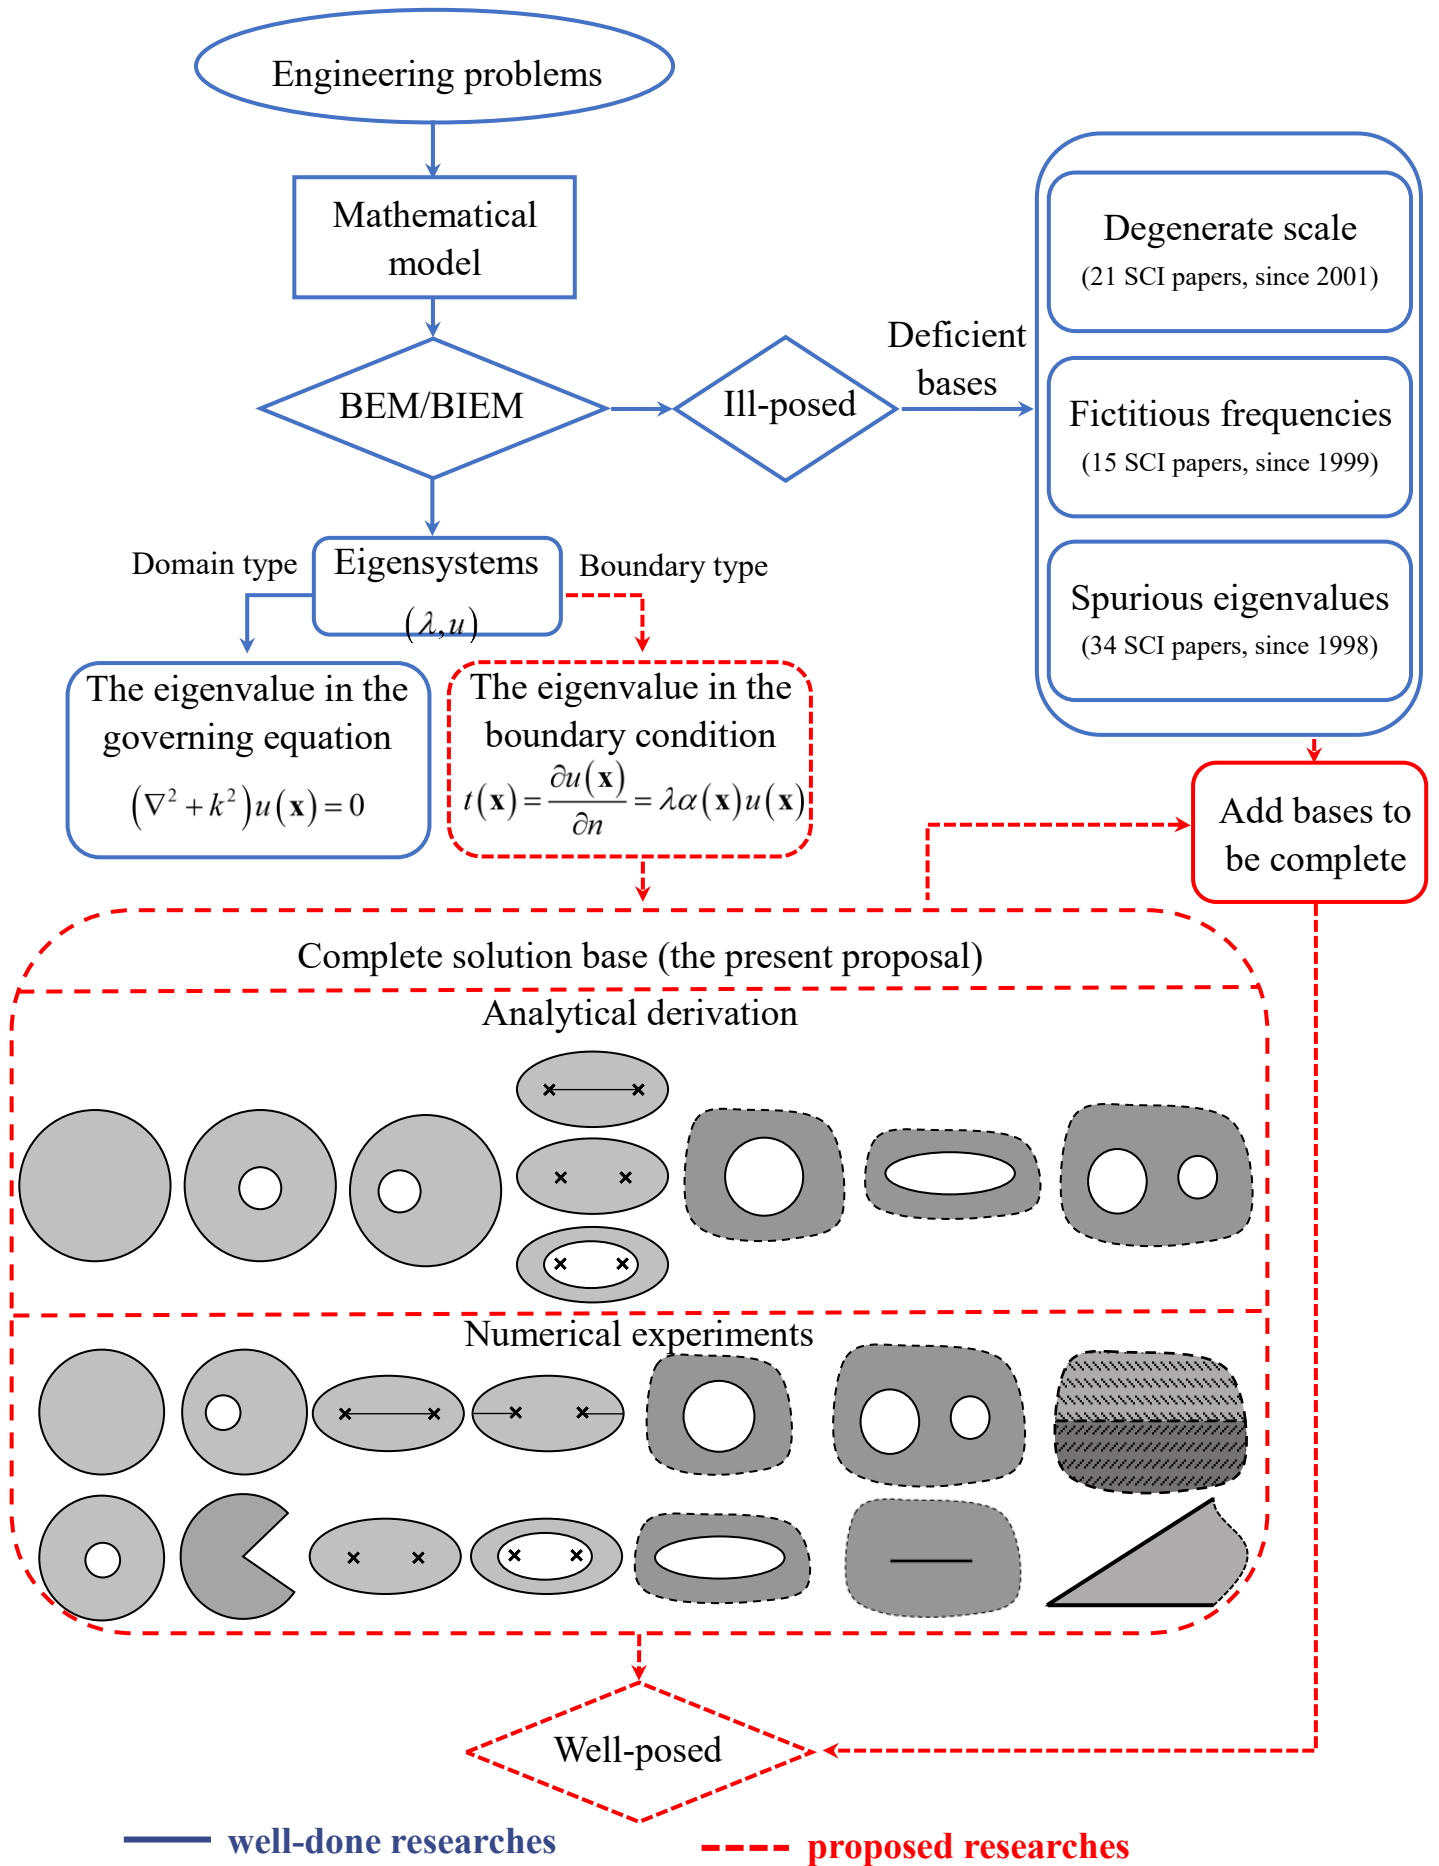 Engineering problems
Mathematical
model
BEM/BIEM
Ill-posed
Deficient
bases
Degenerate scale
(21 SCI papers, since 2001)
Fictitious frequencies
(15 SCI papers, since 1999)
Spurious eigenvalues
(34 SCI papers, since 1998)
Domain type
Eigensystems
(λ,u)
Boundary type
The eigenvalue in the
governing equation
(∇² + k²)u(x) = 0
The eigenvalue in the
boundary condition
t(x) = ∂u(x)/∂n = λα(x)u(x)
Add bases to
be complete
Complete solution base (the present proposal)
Analytical derivation
Numerical experiments
Well-posed
well-done researches
proposed researches